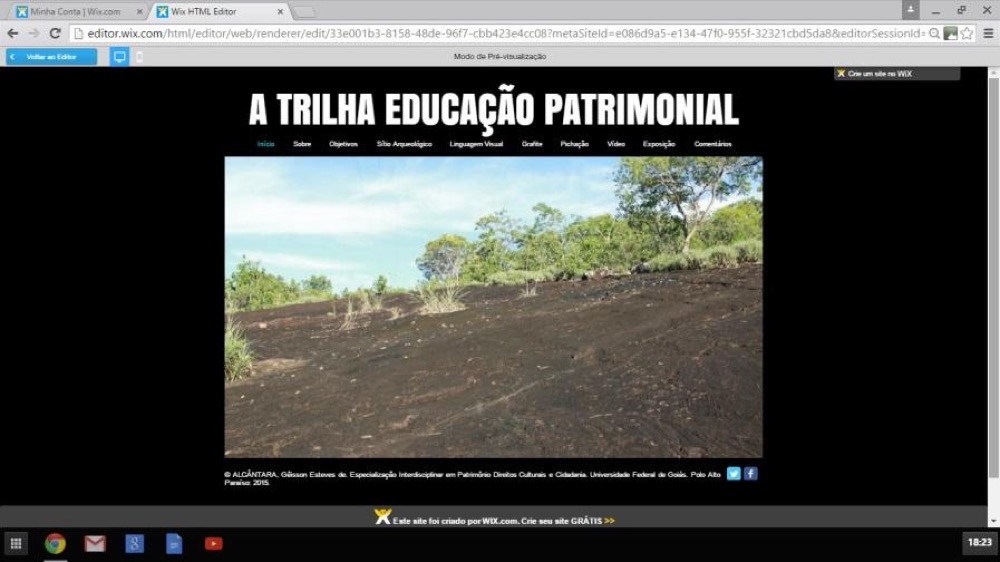 Minha Conta | Wix.com
Wix HTML Editor
editor.wix.com/html/editor/web/renderer/edit/33e001b3-8158-48de-96f7-cbb423e4cc08?metaSiteId=e086d9a5-e134-47f0-955f-32321cbd5da8&editorSessionId=
Voltar ao Editor
Modo de Pré-visualização
Crie um site no WiX
A TRILHA EDUCAÇÃO PATRIMONIAL
Início Sobre Objetivos Sítio Arqueológico Linguagem Visual Grafite Pichação Vídeo Exposição Comentários
© ALCÂNTARA, Gêisson Esteves de. Especialização Interdisciplinar em Patrimônio Direitos Culturais e Cidadania. Universidade Federal de Goiás. Polo Alto
Paraíso: 2015.
Este site foi criado por WIX.com. Crie seu site GRÁTIS >>
18:23